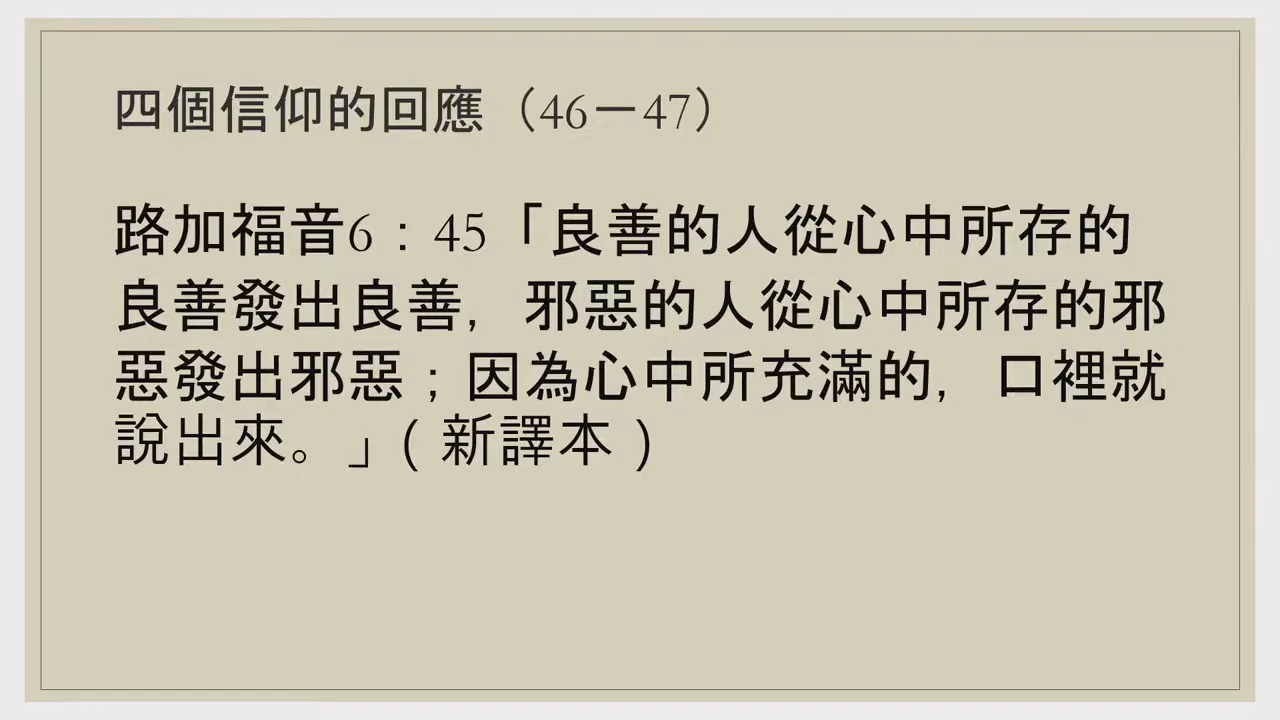 四個信仰的回應（46－47）
路加福音6：45「良善的人從心中所存的
良善發出良善，邪惡的人從心中所存的邪
惡發出邪惡；因為心中所充滿的，口裡就
說出來。」（新譯本）